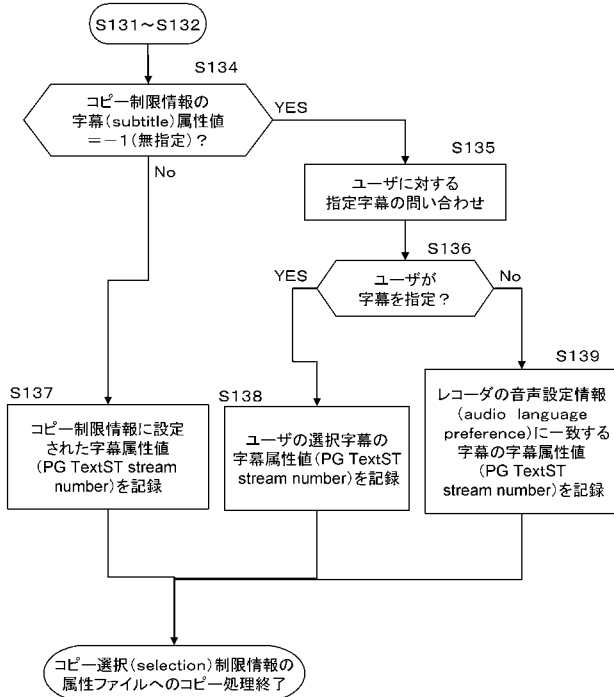 S131～S132
S134
コピー制限情報の
字幕(subtitle)属性値
＝－1(無指定)？
YES
No
S135
ユーザに対する
指定字幕の問い合わせ
S136
ユーザが
字幕を指定？
YES
No
S137
コピー制限情報に設定
された字幕属性値
(PG TextST stream
number)を記録
S138
ユーザの選択字幕の
字幕属性値(PG TextST
stream number)を記録
S139
レコーダの音声設定情報
(audio language
preference)に一致する
字幕の字幕属性値
(PG TextST
stream number)を記録
コピー選択(selection)制限情報の
属性ファイルへのコピー処理終了